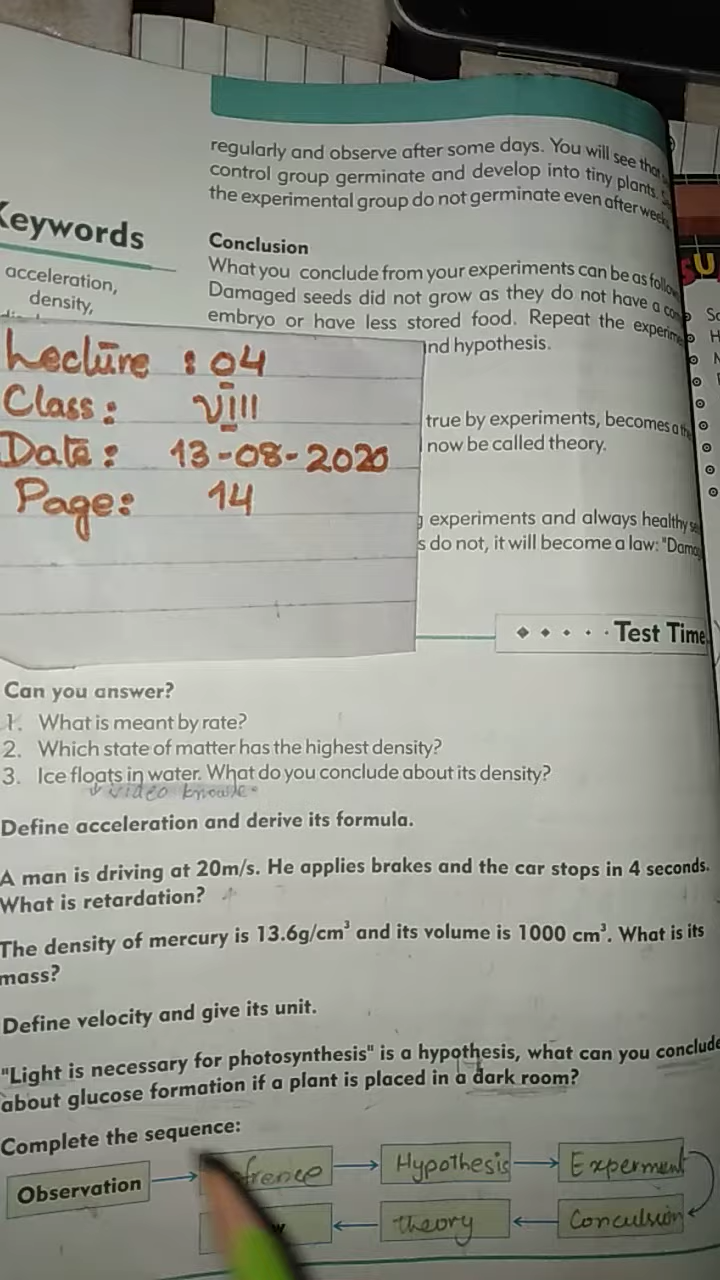 regularly and observe after some days. You will see that
control group germinate and develop into tiny plants.
the experimental group do not germinate even after weeks
Keywords
Conclusion
acceleration,
What you conclude from your experiments can be as follow
density,
Damaged seeds did not grow as they do not have a
embryo or have less stored food. Repeat the
and hypothesis.
Lecture : 04
Class : VIII
true by experiments, becomes a
Date : 13-08-2020
now be called theory.
Page: 14
experiments and always healthy
do not, it will become a law:
Test Time
Can you answer?
1. What is meant by rate?
2. Which state of matter has the highest density?
3. Ice floats in water. What do you conclude about its density?
video
Define acceleration and derive its formula.
A man is driving at 20m/s. He applies brakes and the car stops in 4 seconds.
What is retardation?
The density of mercury is 13.6g/cm³ and its volume is 1000 cm³. What is its
mass?
Define velocity and give its unit.
"Light is necessary for photosynthesis" is a hypothesis, what can you conclude
about glucose formation if a plant is placed in a dark room?
Complete the sequence:
Observation
Hypothesis
Experment
theory
Conculsion